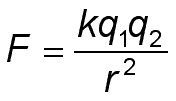 F = kq₁q₂ / r²